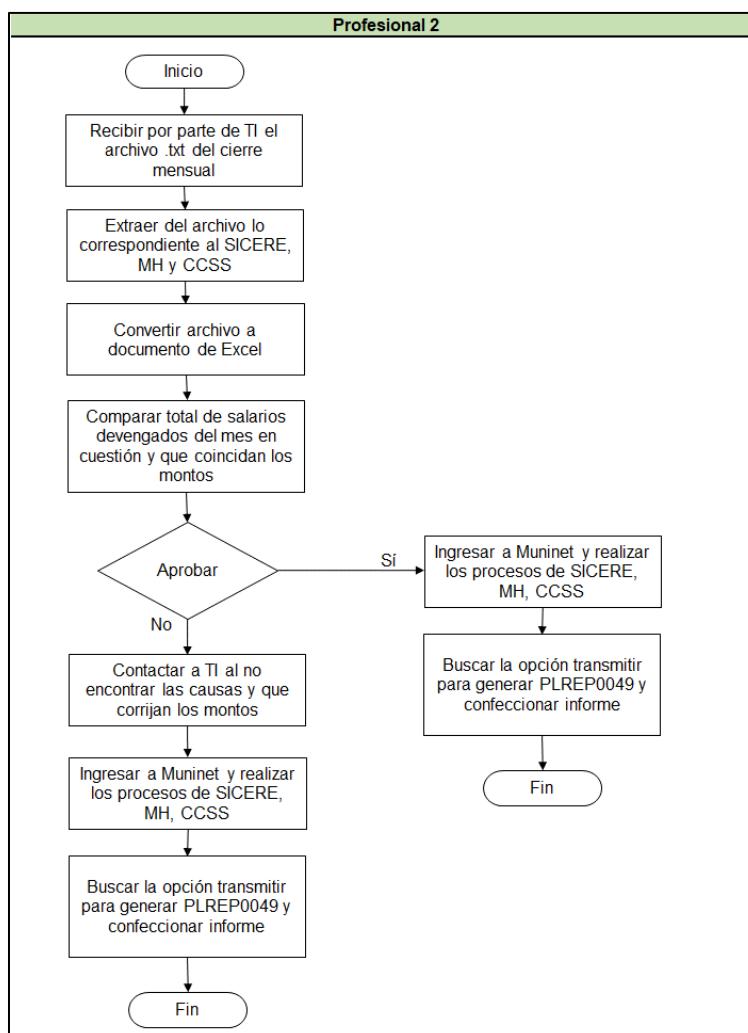 Profesional 2
Inicio
Recibir por parte de TI el
archivo .txt del cierre
mensual
Extraer del archivo lo
correspondiente al SICERE,
MH y CCSS
Convertir archivo a
documento de Excel
Comparar total de salarios
devengados del mes en
cuestión y que coincidan los
montos
Aprobar
Sí
Ingresar a Muninet y realizar
los procesos de SICERE,
MH, CCSS
Buscar la opción transmitir
para generar PLREP0049 y
confeccionar informe
Fin
No
Contactar a TI al no
encontrar las causas y que
corrijan los montos
Ingresar a Muninet y realizar
los procesos de SICERE,
MH, CCSS
Buscar la opción transmitir
para generar PLREP0049 y
confeccionar informe
Fin